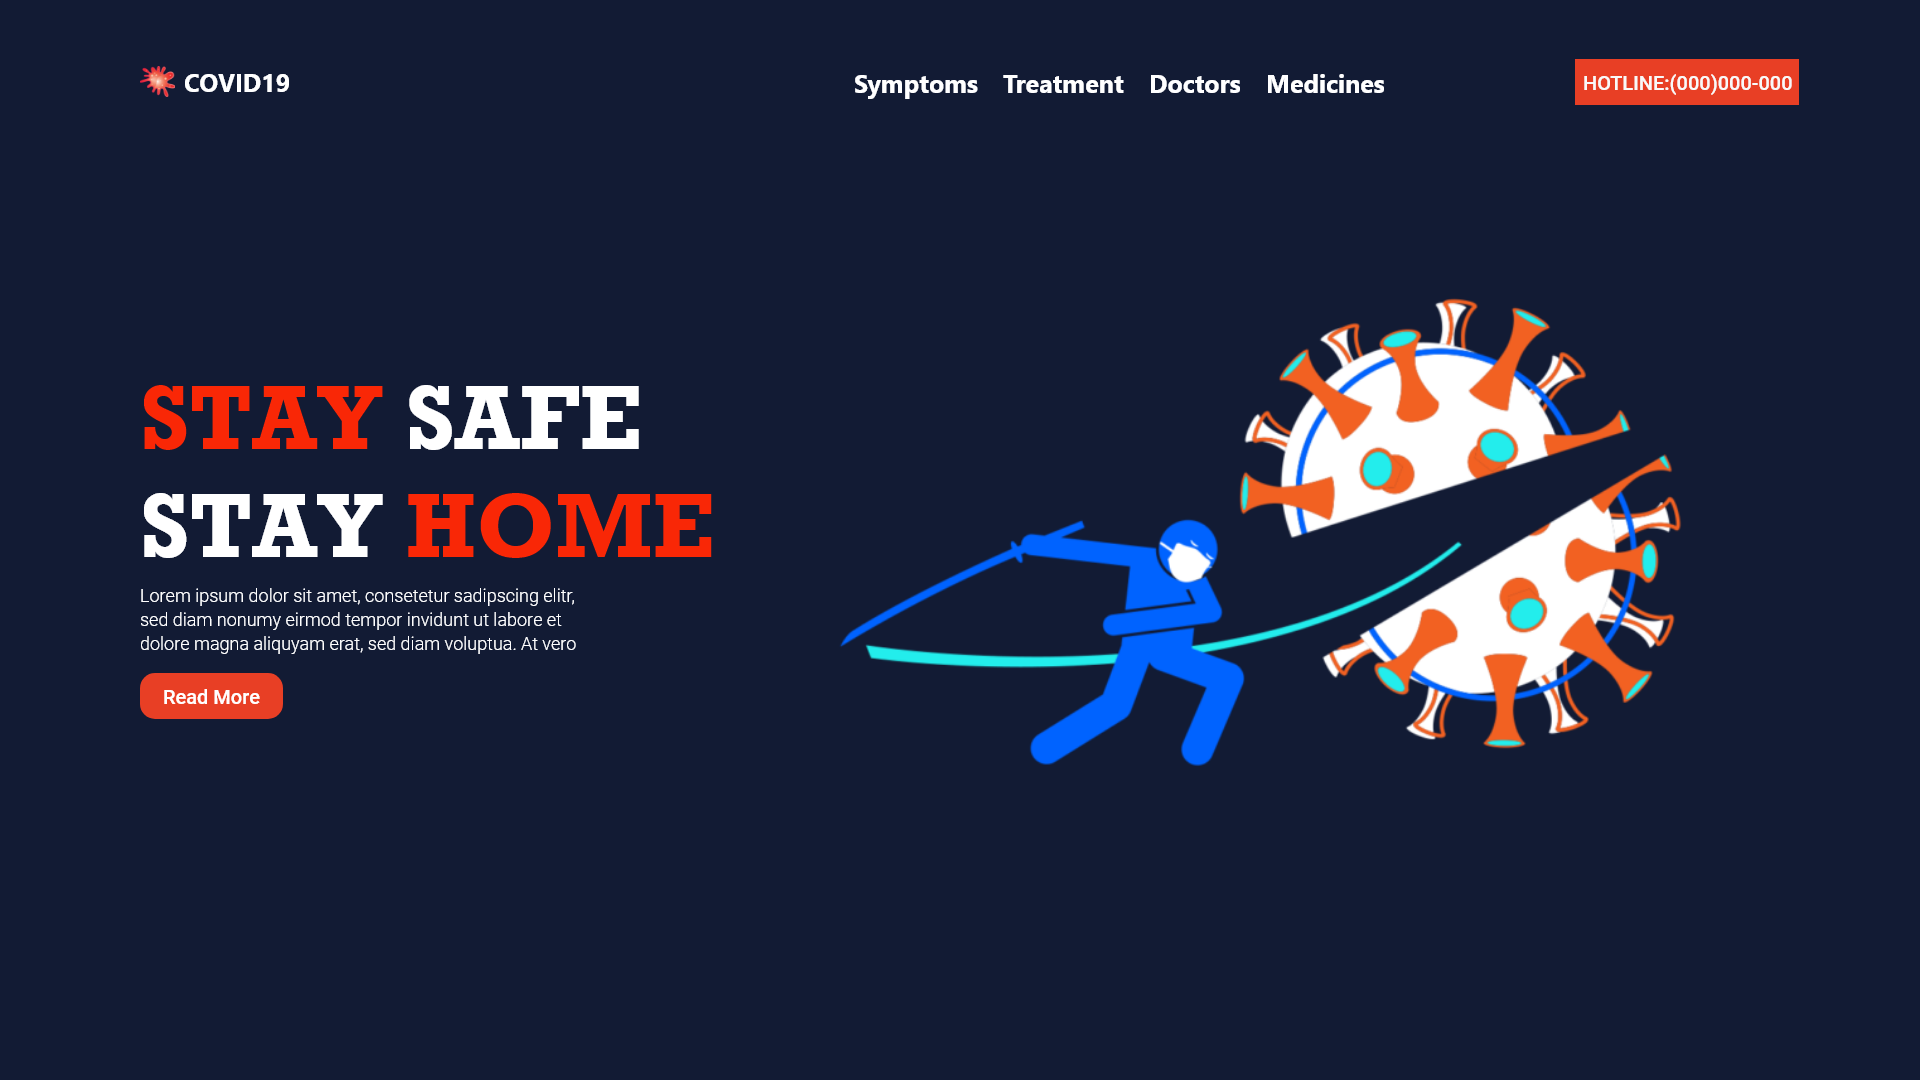 COVID19
Symptoms Treatment Doctors Medicines
HOTLINE:(000)000-000
STAY SAFE
STAY HOME
Lorem ipsum dolor sit amet, consetetur sadipscing elitr,
sed diam nonumy eirmod tempor invidunt ut labore et
dolore magna aliquyam erat, sed diam voluptua. At vero
Read More